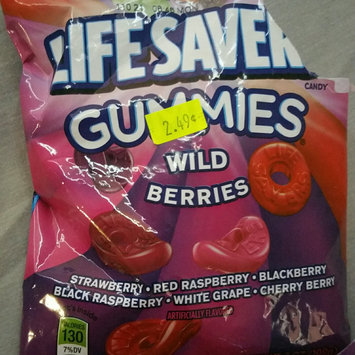 LIFE SAVER
GUMMIES
CANDY
2.49¢
WILD
BERRIES
STRAWBERRY • RED RASPBERRY • BLACKBERRY
BLACK RASPBERRY • WHITE GRAPE • CHERRY BERRY
ARTIFICIALLY FLAVORED
CALORIES
130
7% DV